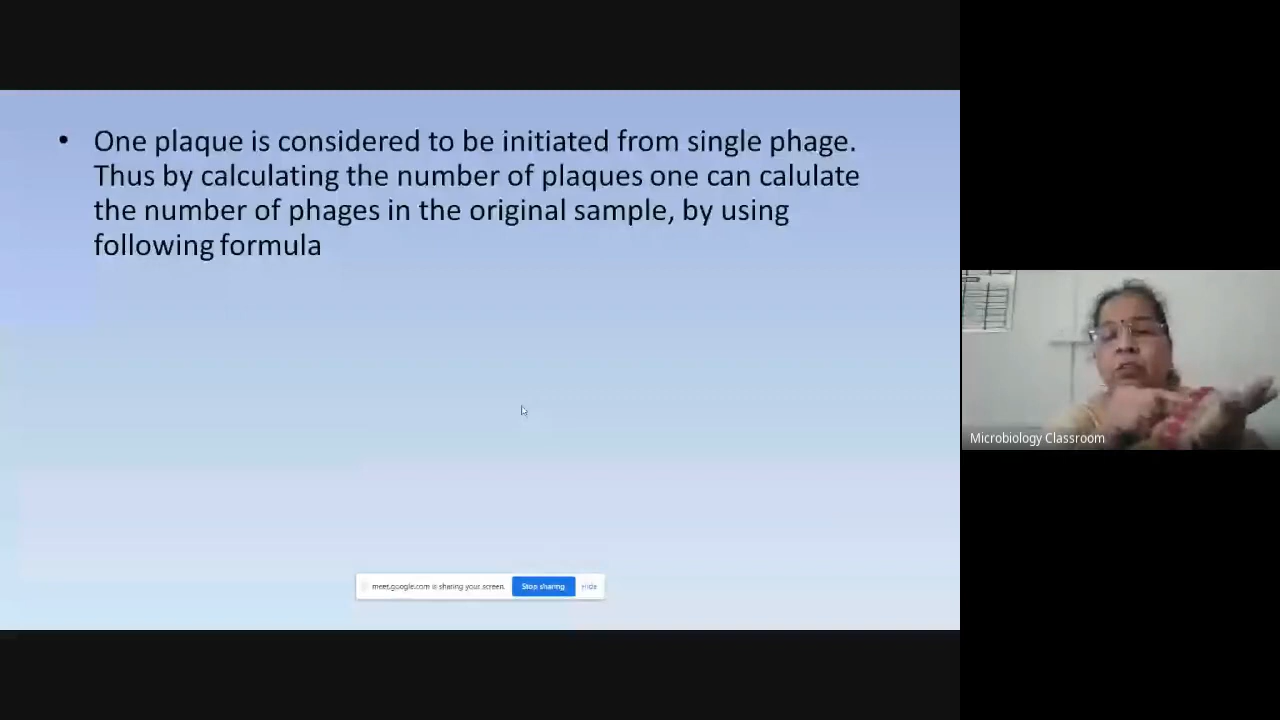 • One plaque is considered to be initiated from single phage.
Thus by calculating the number of plaques one can calulate
the number of phages in the original sample, by using
following formula
Microbiology Classroom
meet.google.com is sharing your screen. Stop sharing Hide